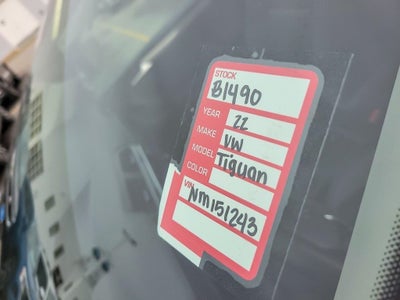 STOCK
B1490
YEAR 22
MAKE VW
MODEL Tiguan
COLOR
VIN
NM151243